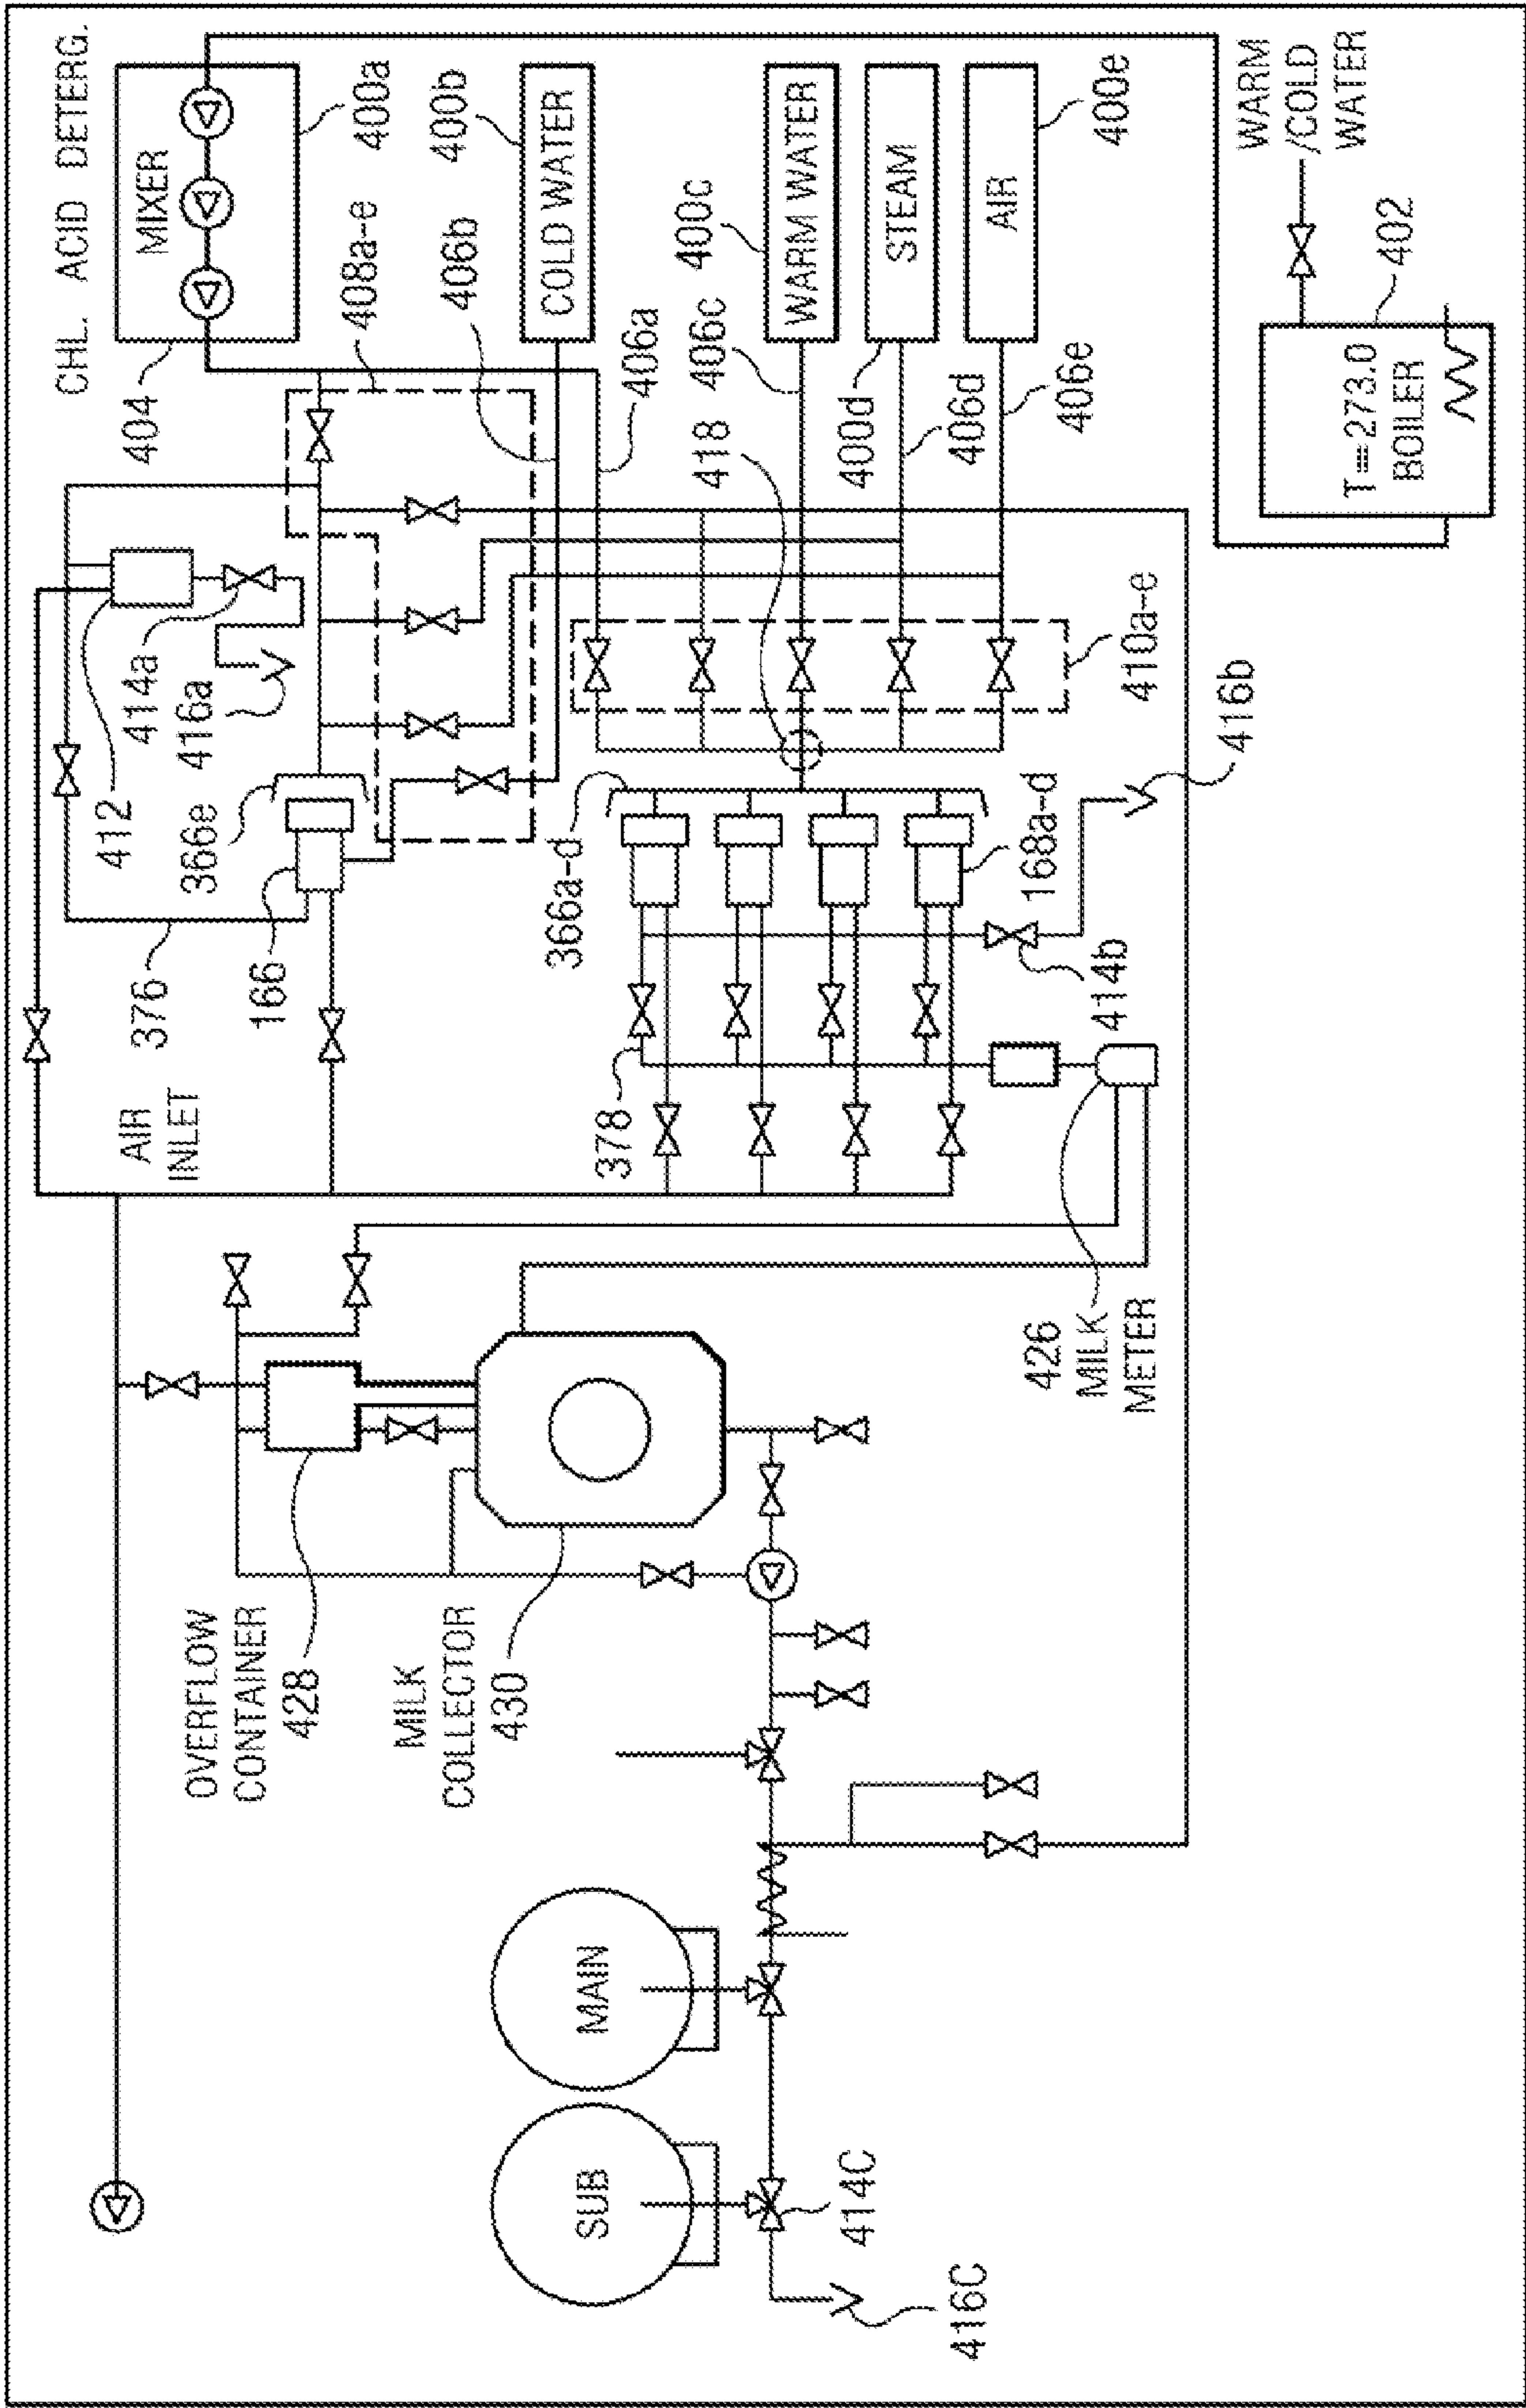 CHL. ACID DETERG.
404
MIXER
400a
408a-e
400b
406b
COLD WATER
406a
400c
406c
WARM WATER
418
400d
STEAM
406d
AIR
400e
406e
410a-e
WARM
/COLD
WATER
402
T==273.0
BOILER
412
414a
416a
366e
376
166
366a-d
168a-d
416b
414b
378
AIR
INLET
426
MILK
METER
OVERFLOW
CONTAINER
428
MILK
COLLECTOR
430
MAIN
SUB
414C
416C